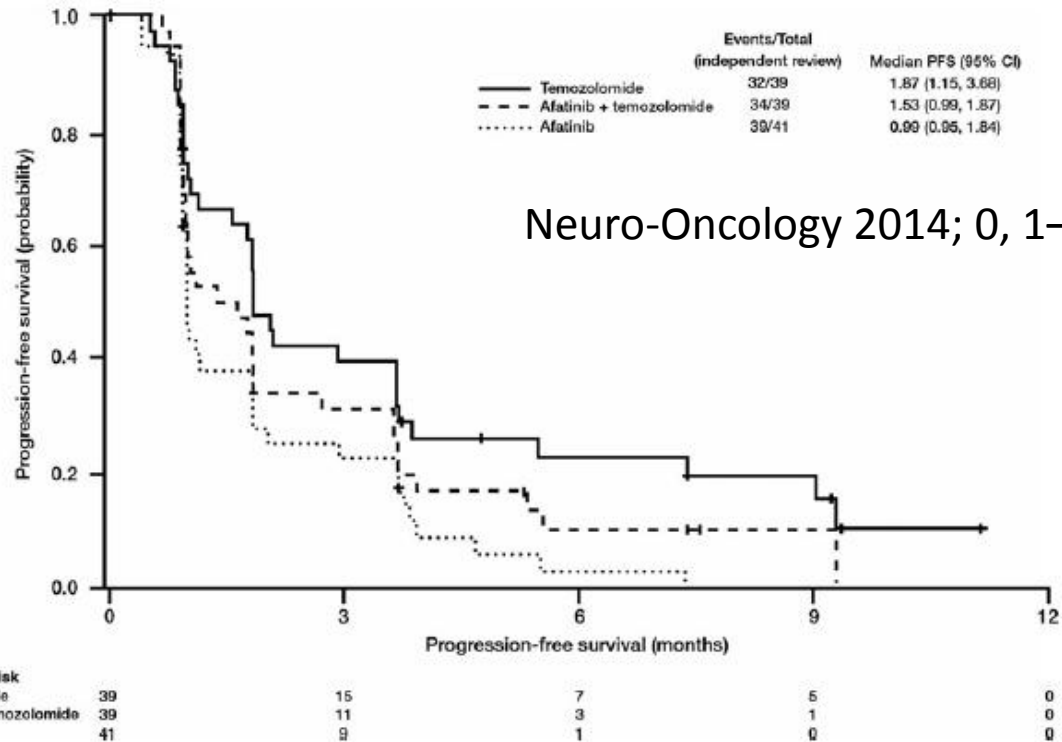 1.0
0.8
0.6
0.4
0.2
0.0
Progression-free survival (probability)
Events/Total
(independent review) Median PFS (95% CI)
Temozolomide 32/39 1.87 (1.15, 3.68)
Afatinib + temozolomide 34/39 1.53 (0.99, 1.87)
Afatinib 39/41 0.99 (0.95, 1.84)
Neuro-Oncology 2014; 0, 1–
0 3 6 9 12
Progression-free survival (months)
risk
de 39 15 7 5 0
mozolomide 39 11 3 1 0
41 9 1 0 0